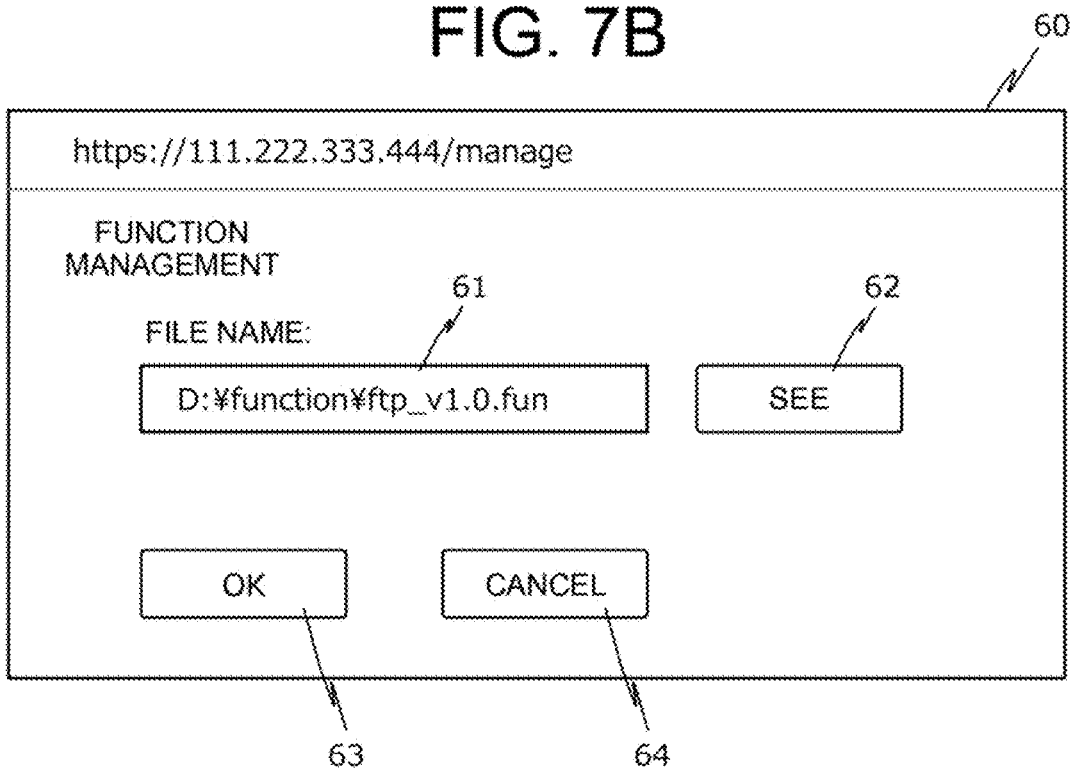 FIG. 7B
60
https://111.222.333.444/manage
FUNCTION
MANAGEMENT
61
62
FILE NAME:
D:¥function¥ftp_v1.0.fun
SEE
OK
CANCEL
63
64